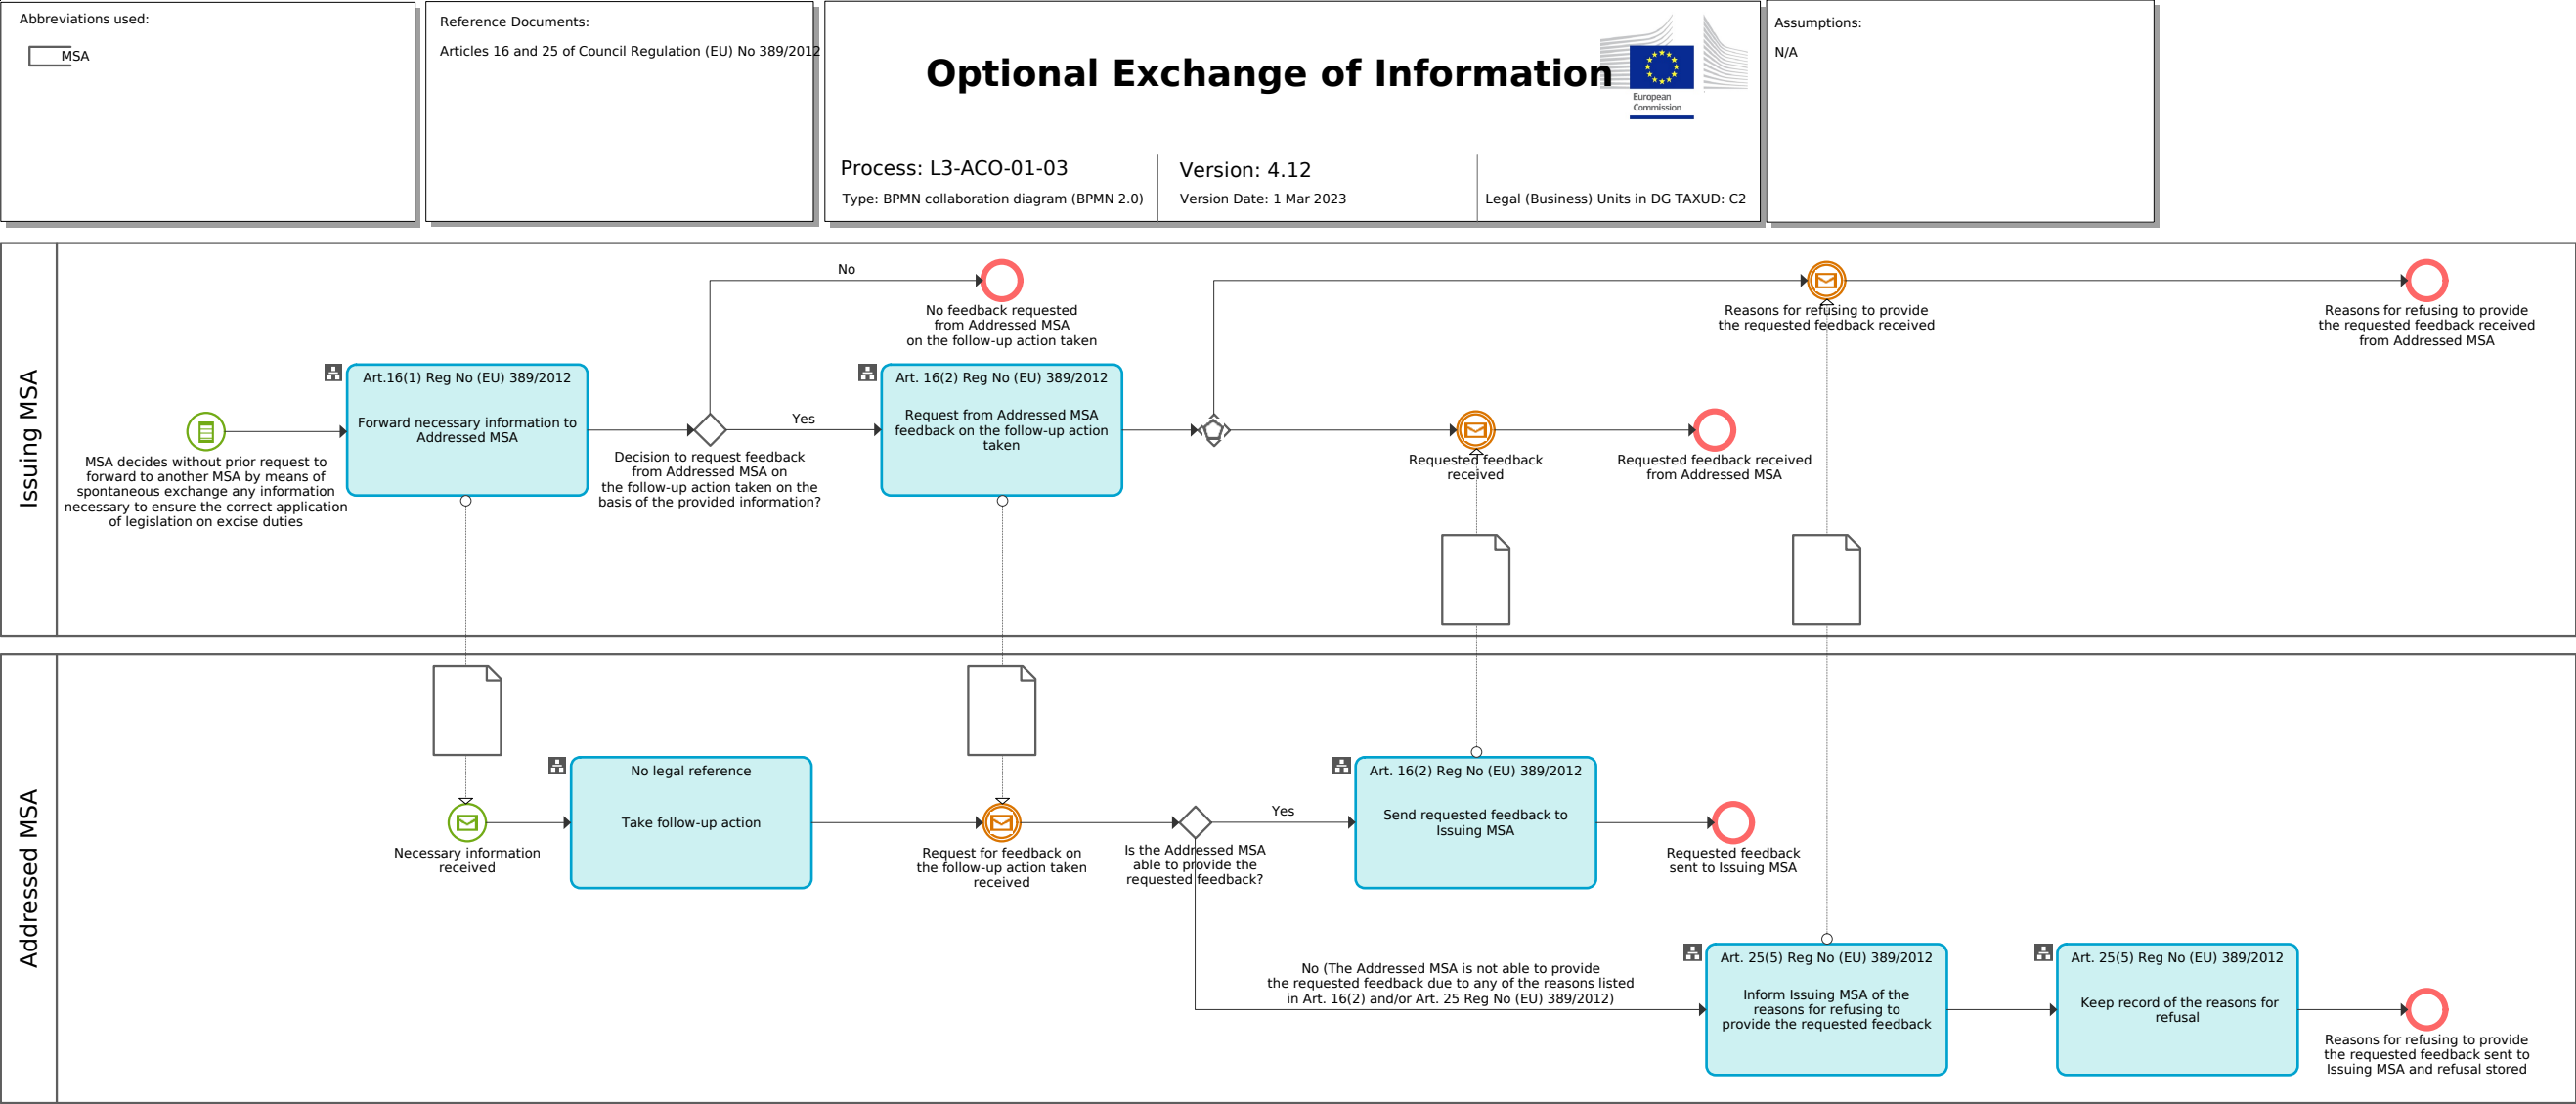 Abbreviations used:
MSA
Reference Documents:
Articles 16 and 25 of Council Regulation (EU) No 389/2012
Optional Exchange of Information
European
Commission
Process: L3-ACO-01-03
Version: 4.12
Type: BPMN collaboration diagram (BPMN 2.0)
Version Date: 1 Mar 2023
Legal (Business) Units in DG TAXUD: C2
Assumptions:
N/A
Issuing MSA
MSA decides without prior request to
forward to another MSA by means of
spontaneous exchange any information
necessary to ensure the correct application
of legislation on excise duties
Art.16(1) Reg No (EU) 389/2012
Forward necessary information to
Addressed MSA
Decision to request feedback
from Addressed MSA on
the follow-up action taken on the
basis of the provided information?
No
No feedback requested
from Addressed MSA
on the follow-up action taken
Yes
Art. 16(2) Reg No (EU) 389/2012
Request from Addressed MSA
feedback on the follow-up action
taken
Requested feedback
received
Requested feedback received
from Addressed MSA
Reasons for refusing to provide
the requested feedback received
Reasons for refusing to provide
the requested feedback received
from Addressed MSA
Addressed MSA
Necessary information
received
No legal reference
Take follow-up action
Request for feedback on
the follow-up action taken
received
Is the Addressed MSA
able to provide the
requested feedback?
Yes
Art. 16(2) Reg No (EU) 389/2012
Send requested feedback to
Issuing MSA
Requested feedback
sent to Issuing MSA
No (The Addressed MSA is not able to provide
the requested feedback due to any of the reasons listed
in Art. 16(2) and/or Art. 25 Reg No (EU) 389/2012)
Art. 25(5) Reg No (EU) 389/2012
Inform Issuing MSA of the
reasons for refusing to
provide the requested feedback
Art. 25(5) Reg No (EU) 389/2012
Keep record of the reasons for
refusal
Reasons for refusing to provide
the requested feedback sent to
Issuing MSA and refusal stored